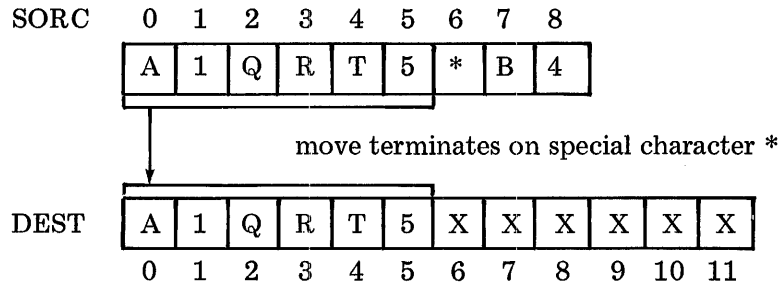 SORC 0 1 2 3 4 5 6 7 8
A 1 Q R T 5 * B 4
move terminates on special character *
DEST A 1 Q R T 5 X X X X X X
0 1 2 3 4 5 6 7 8 9 10 11